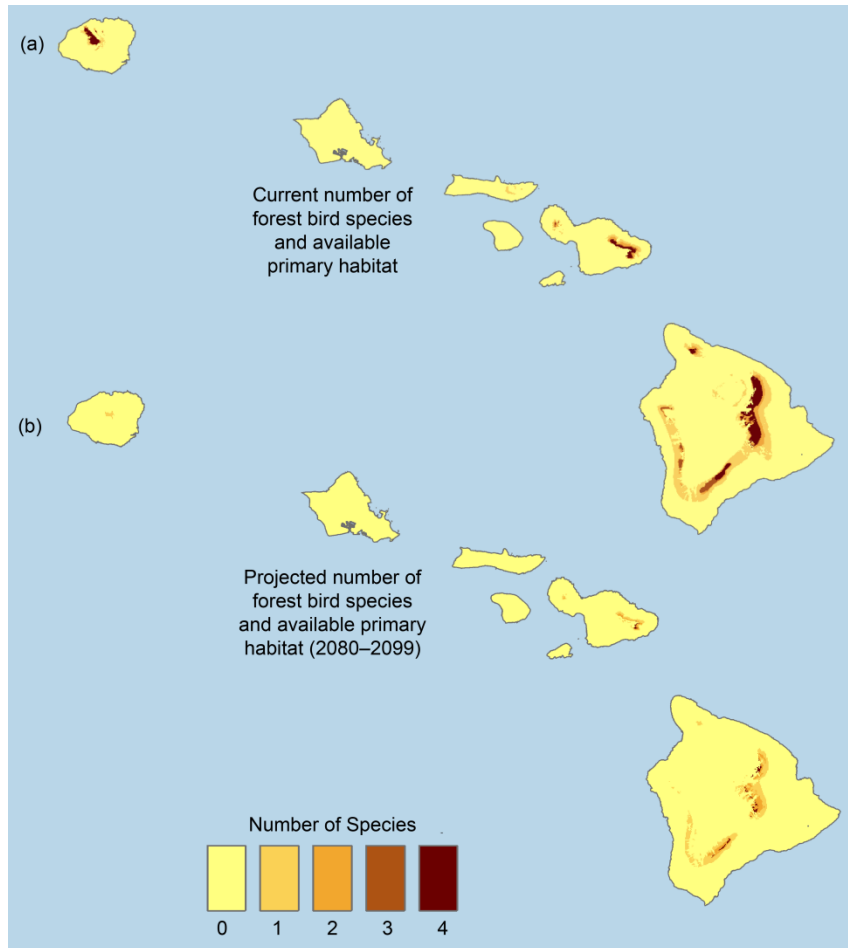 (a)
Current number of
forest bird species
and available
primary habitat
(b)
Projected number of
forest bird species
and available primary
habitat (2080–2099)
Number of Species
0 1 2 3 4